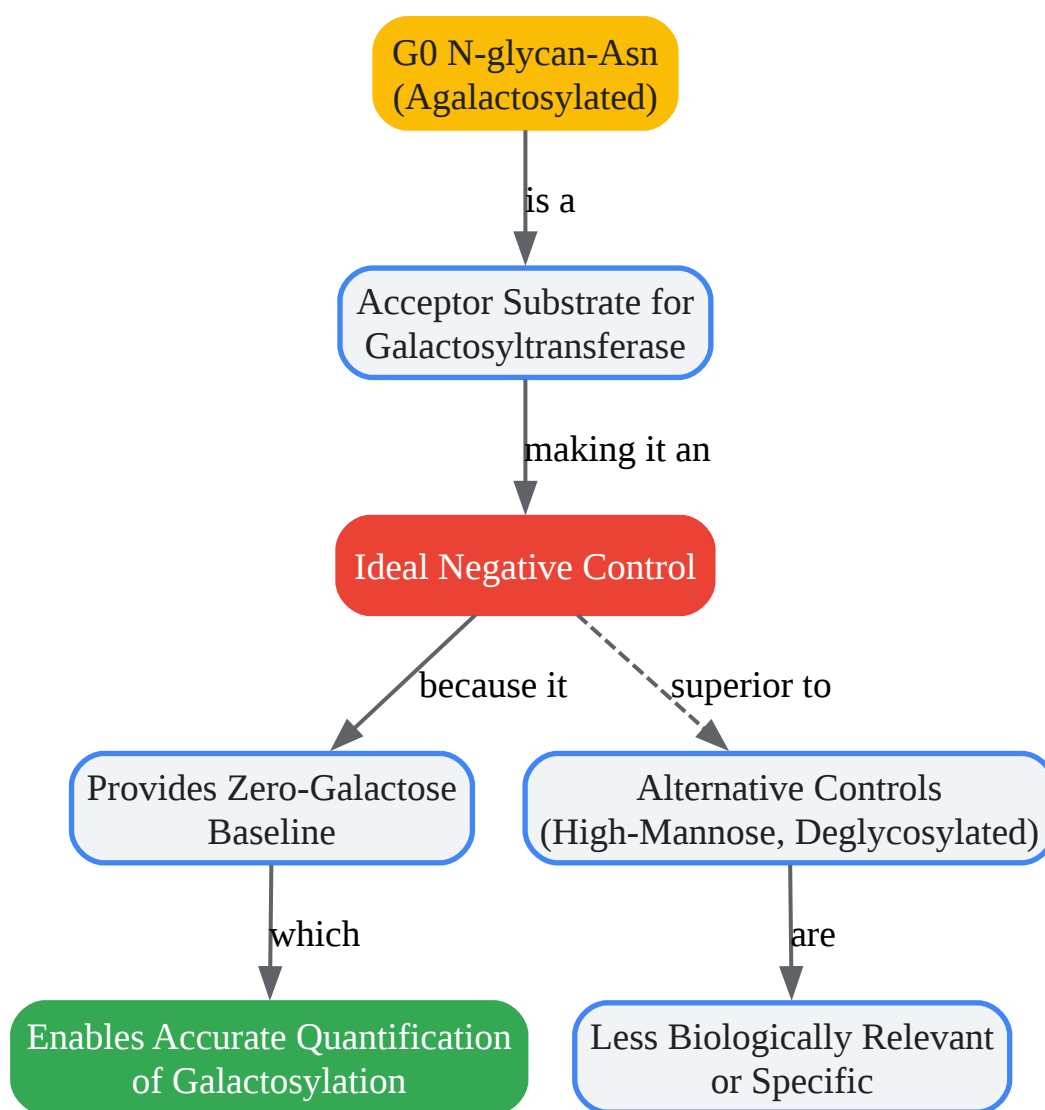 G0 N-glycan-Asn
(Agalactosylated)
is a
Acceptor Substrate for
Galactosyltransferase
making it an
Ideal Negative Control
because it
superior to
Provides Zero-Galactose
Baseline
Alternative Controls
(High-Mannose, Deglycosylated)
which
are
Enables Accurate Quantification
of Galactosylation
Less Biologically Relevant
or Specific